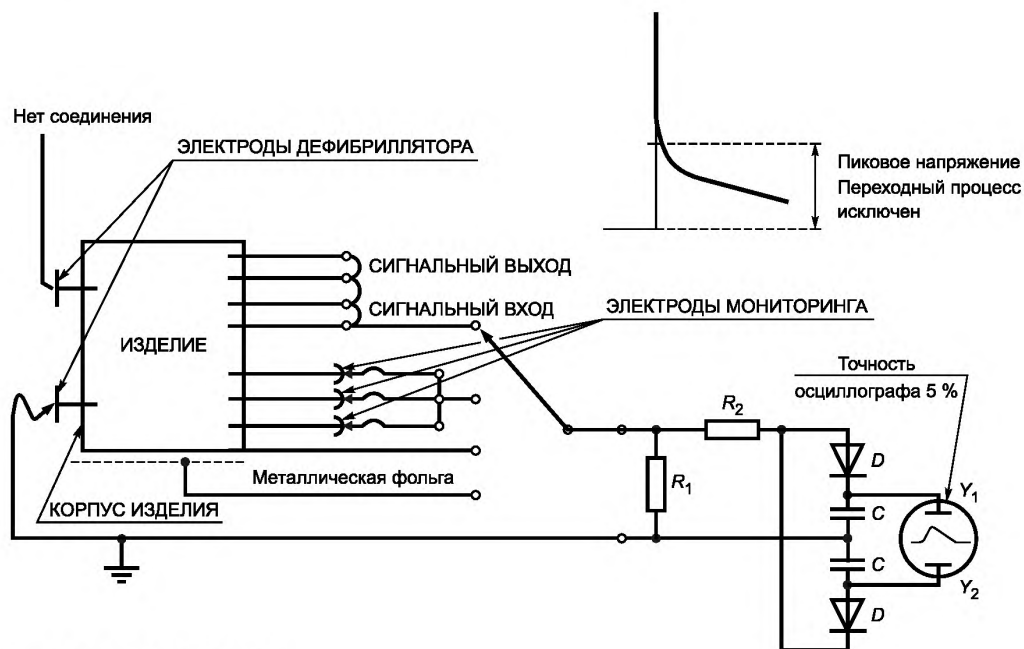 Нет соединения
ЭЛЕКТРОДЫ ДЕФИБРИЛЛЯТОРА
Пиковое напряжение
Переходный процесс
исключен
СИГНАЛЬНЫЙ ВЫХОД
СИГНАЛЬНЫЙ ВХОД
ЭЛЕКТРОДЫ МОНИТОРИНГА
ИЗДЕЛИЕ
Точность
осциллографа 5 %
R2
D
Металлическая фольга
R1
Y1
КОРПУС ИЗДЕЛИЯ
C
C
Y2
D